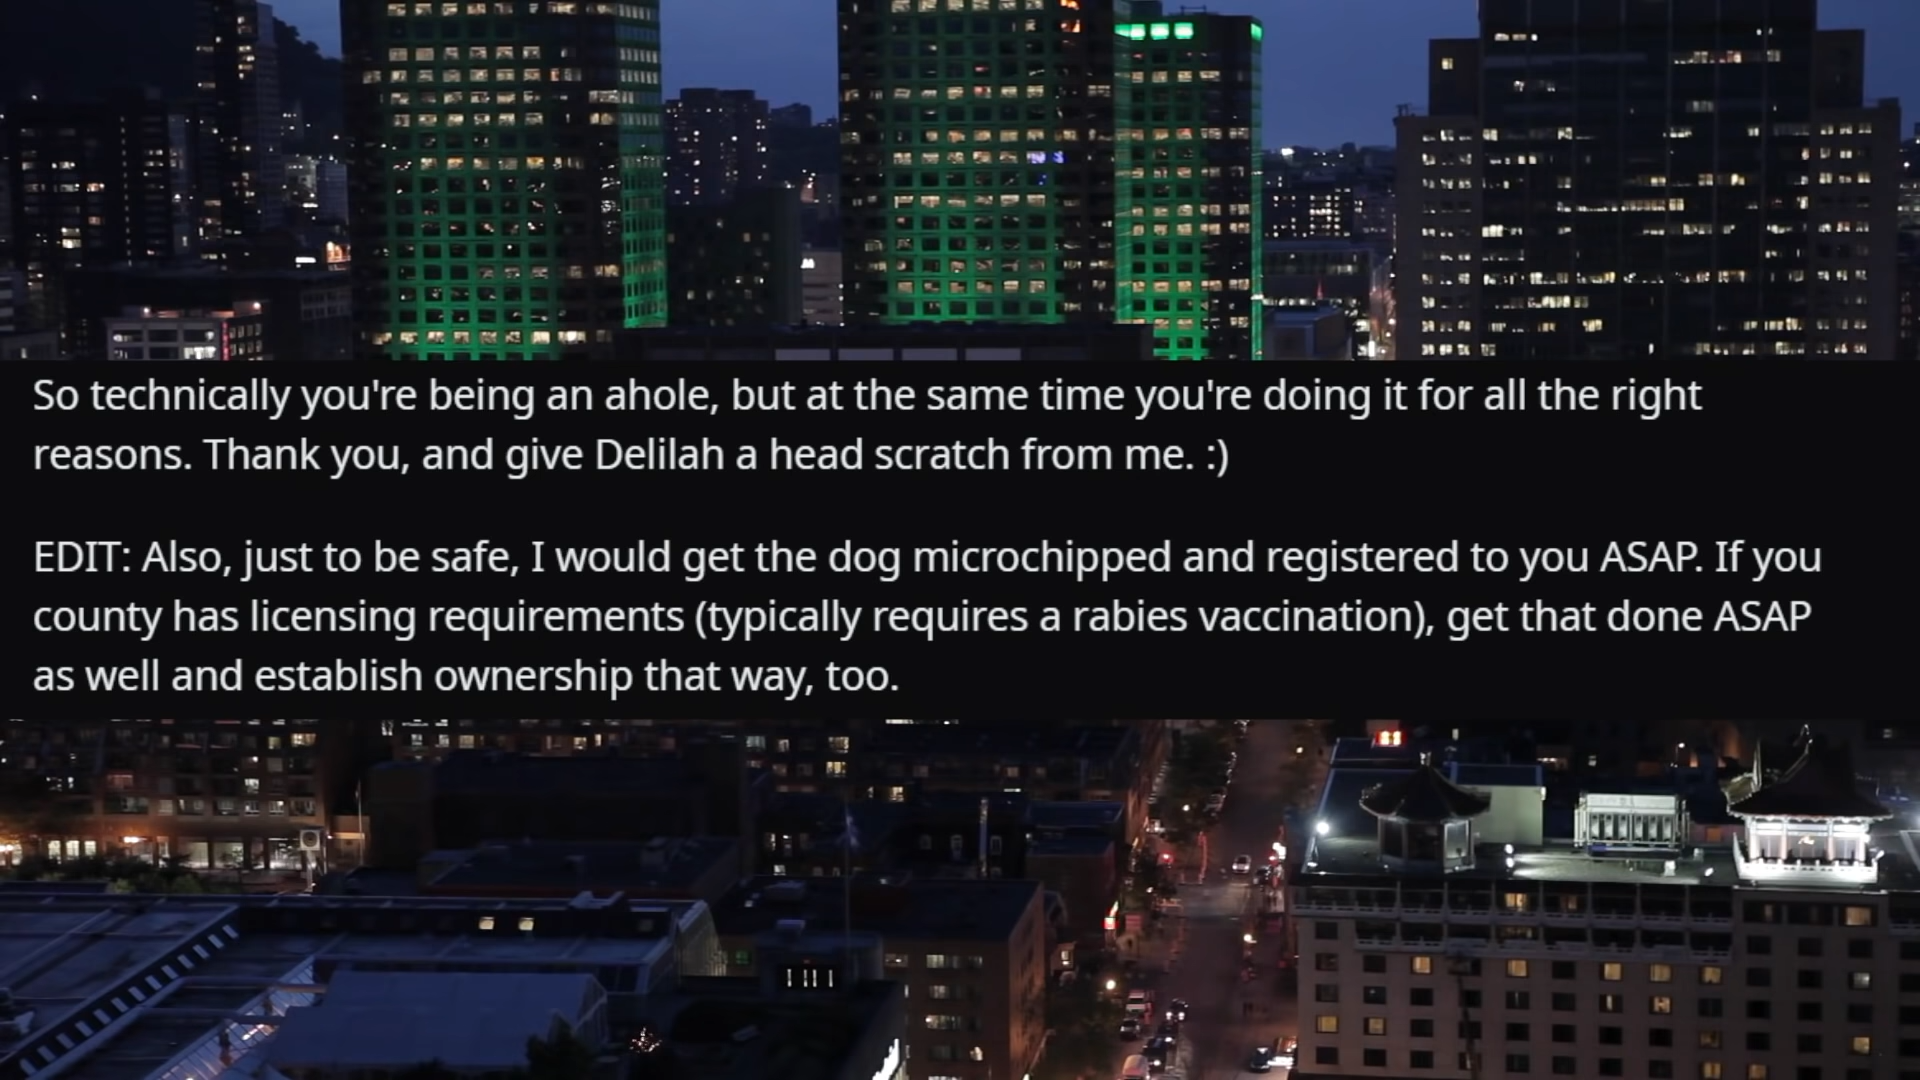 So technically you're being an ahole, but at the same time you're doing it for all the right
reasons. Thank you, and give Delilah a head scratch from me. :)
EDIT: Also, just to be safe, I would get the dog microchipped and registered to you ASAP. If you
county has licensing requirements (typically requires a rabies vaccination), get that done ASAP
as well and establish ownership that way, too.